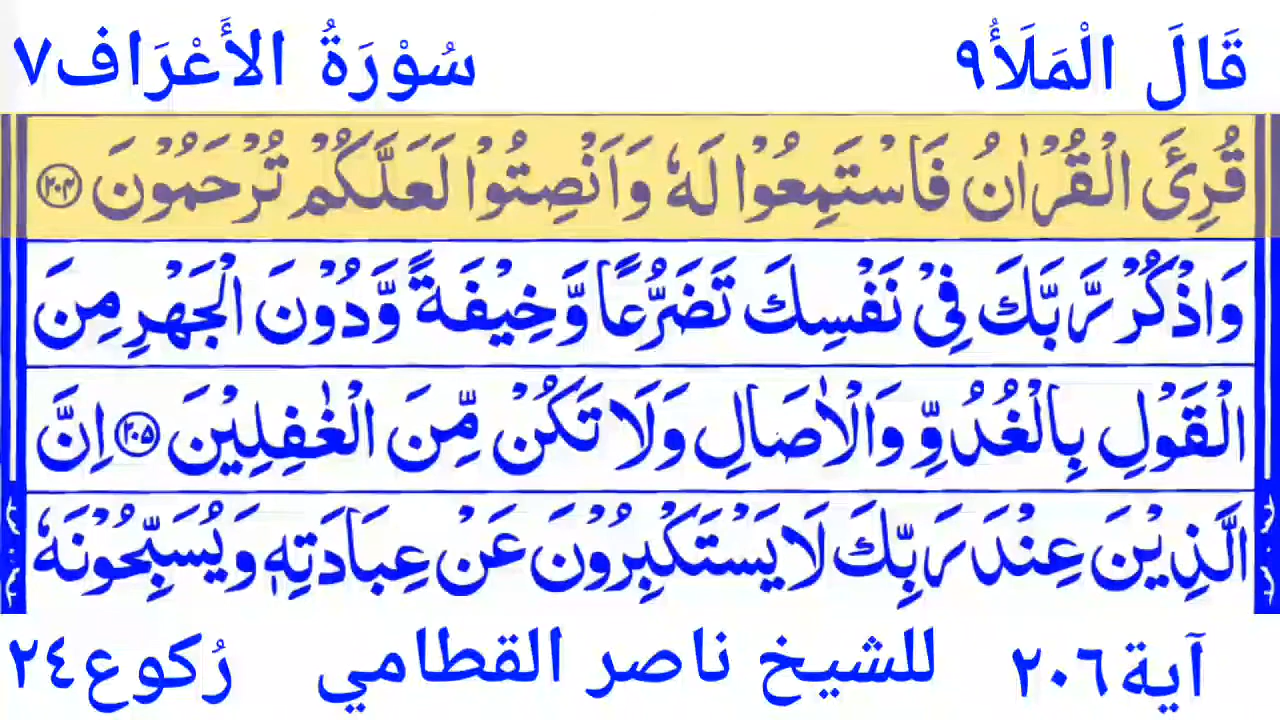 قَالَ الْمَلَأُ٩ سُوْرَةُ الأَعْرَاف٧
قُرِئَ الْقُرْاٰنُ فَاسْتَمِعُوْا لَهٗ وَاَنْصِتُوْا لَعَلَّكُمْ تُرْحَمُوْنَ ٢٠٤
وَاذْكُرْ رَّبَّكَ فِيْ نَفْسِكَ تَضَرُّعًا وَّخِيْفَةً وَّدُوْنَ الْجَهْرِ مِنَ
الْقَوْلِ بِالْغُدُوِّ وَالْاٰصَالِ وَلَا تَكُنْ مِّنَ الْغٰفِلِيْنَ ٢٠٥ اِنَّ
الَّذِيْنَ عِنْدَ رَبِّكَ لَا يَسْتَكْبِرُوْنَ عَنْ عِبَادَتِهٖ وَيُسَبِّحُوْنَهٗ
آية٢٠٦ للشيخ ناصر القطامي رُكوع٢٤